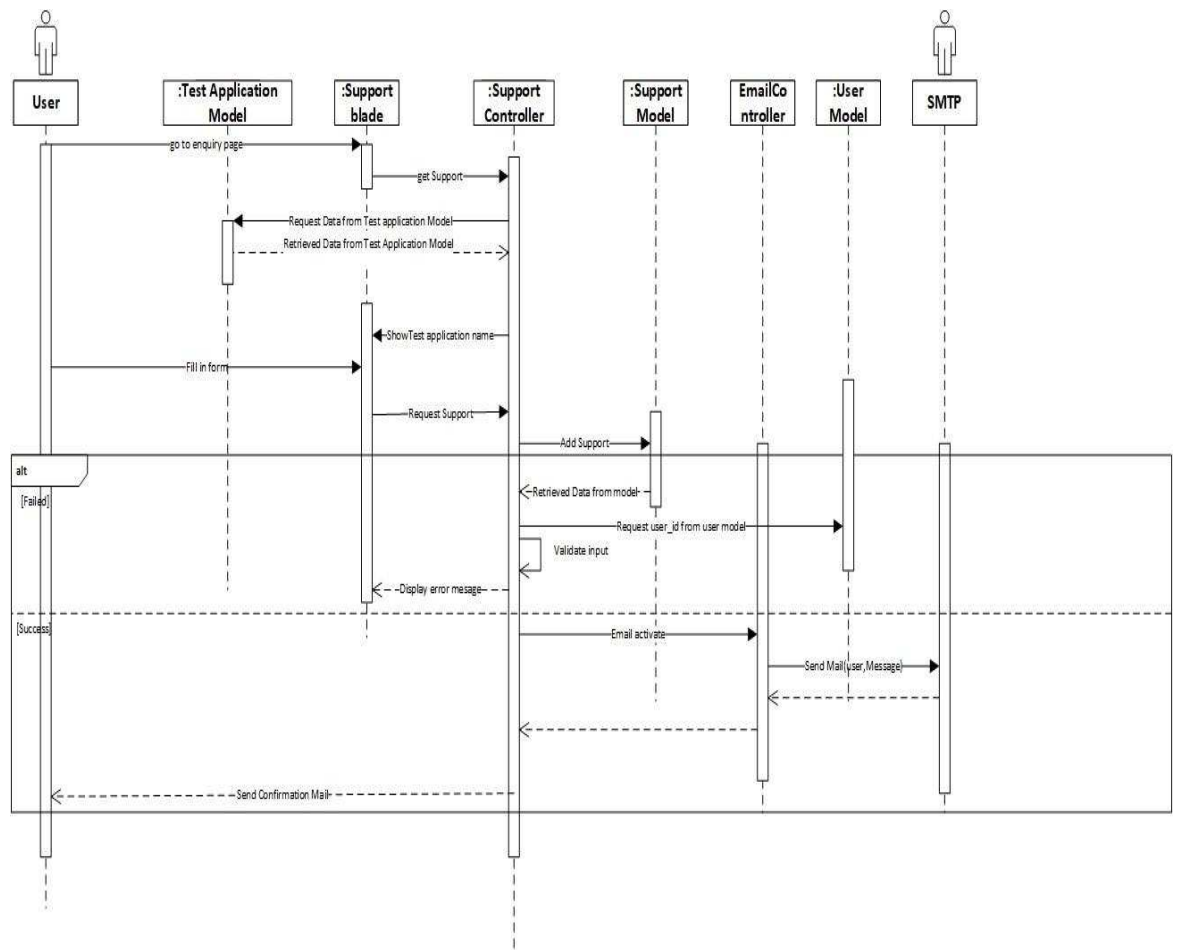 User
:Test Application
Model
:Support
blade
:Support
Controller
:Support
Model
EmailCo
ntroller
:User
Model
SMTP
go to enquiry page
get Support
Request Data from Test application Model
Retrieved Data from Test Application Model
ShowTest application name
Fill in form
Request Support
Add Support
alt
[Failed]
Retrieved Data from model
Request user_id from user model
Validate input
Display error mesage
[Success]
Email activate
Send Mail(user,Message)
Send Confirmation Mail